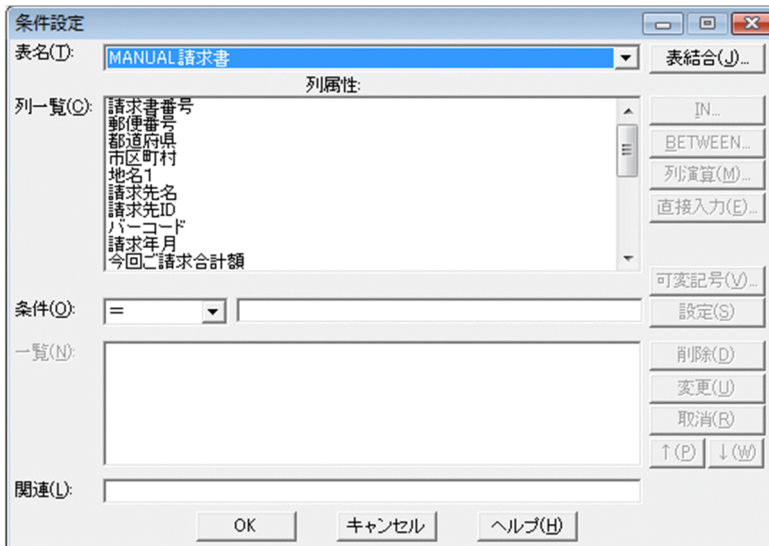 条件設定
表名(T):
MANUAL請求書
表結合(J)...
列属性:
列一覧(C):
請求書番号
郵便番号
都道府県
市区町村
地名1
請求先名
請求先ID
バーコード
請求年月
今回ご請求合計額
IN...
BETWEEN...
列演算(M)...
直接入力(E)...
可変記号(V)...
条件(O):
=
設定(S)
一覧(N):
削除(D)
変更(U)
取消(R)
↑(P)
↓(W)
関連(L):
OK
キャンセル
ヘルプ(H)